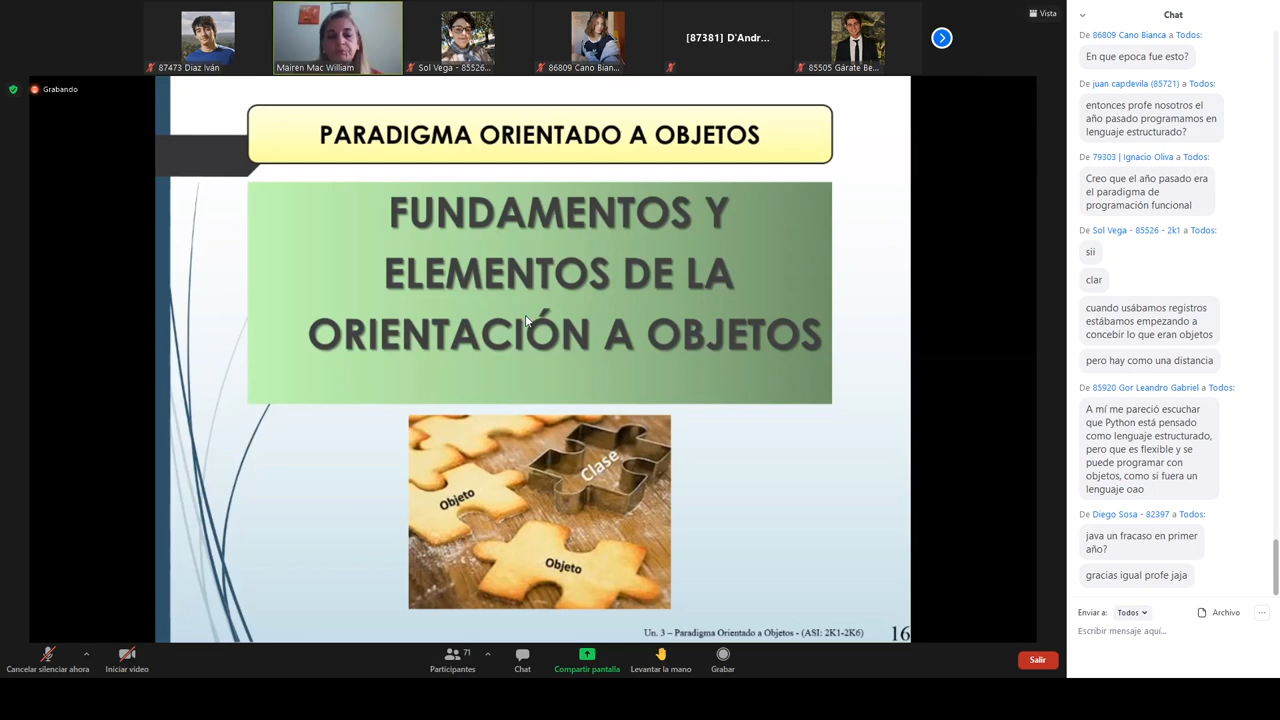 Vista
87473 Diaz Iván
Mairen Mac William
Sol Vega - 85526...
86809 Cano Bian...
[87381] D'Andr...
85505 Gárate Be...
Grabando
PARADIGMA ORIENTADO A OBJETOS
FUNDAMENTOS Y
ELEMENTOS DE LA
ORIENTACIÓN A OBJETOS
Clase
Objeto
Objeto
Un. 3 – Paradigma Orientado a Objetos - (ASI: 2K1-2K6)
16
Cancelar silenciar ahora
Iniciar video
Participantes
71
Chat
Compartir pantalla
Levantar la mano
Grabar
Salir
Chat
De 86809 Cano Bianca a Todos:
En que epoca fue esto?
De juan capdevila (85721) a Todos:
entonces profe nosotros el
año pasado programamos en
lenguaje estructurado?
De 79303 | Ignacio Oliva a Todos:
Creo que el año pasado era
el paradigma de
programación funcional
De Sol Vega - 85526 - 2k1 a Todos:
sii
clar
cuando usábamos registros
estábamos empezando a
concebir lo que eran objetos
pero hay como una distancia
De 85920 Gor Leandro Gabriel a Todos:
A mí me pareció escuchar
que Python está pensado
como lenguaje estructurado,
pero que es flexible y se
puede programar con
objetos, como si fuera un
lenguaje oao
De Diego Sosa - 82397 a Todos:
java un fracaso en primer
año?
gracias igual profe jaja
Enviar a: Todos
Archivo
...
Escribir mensaje aquí...